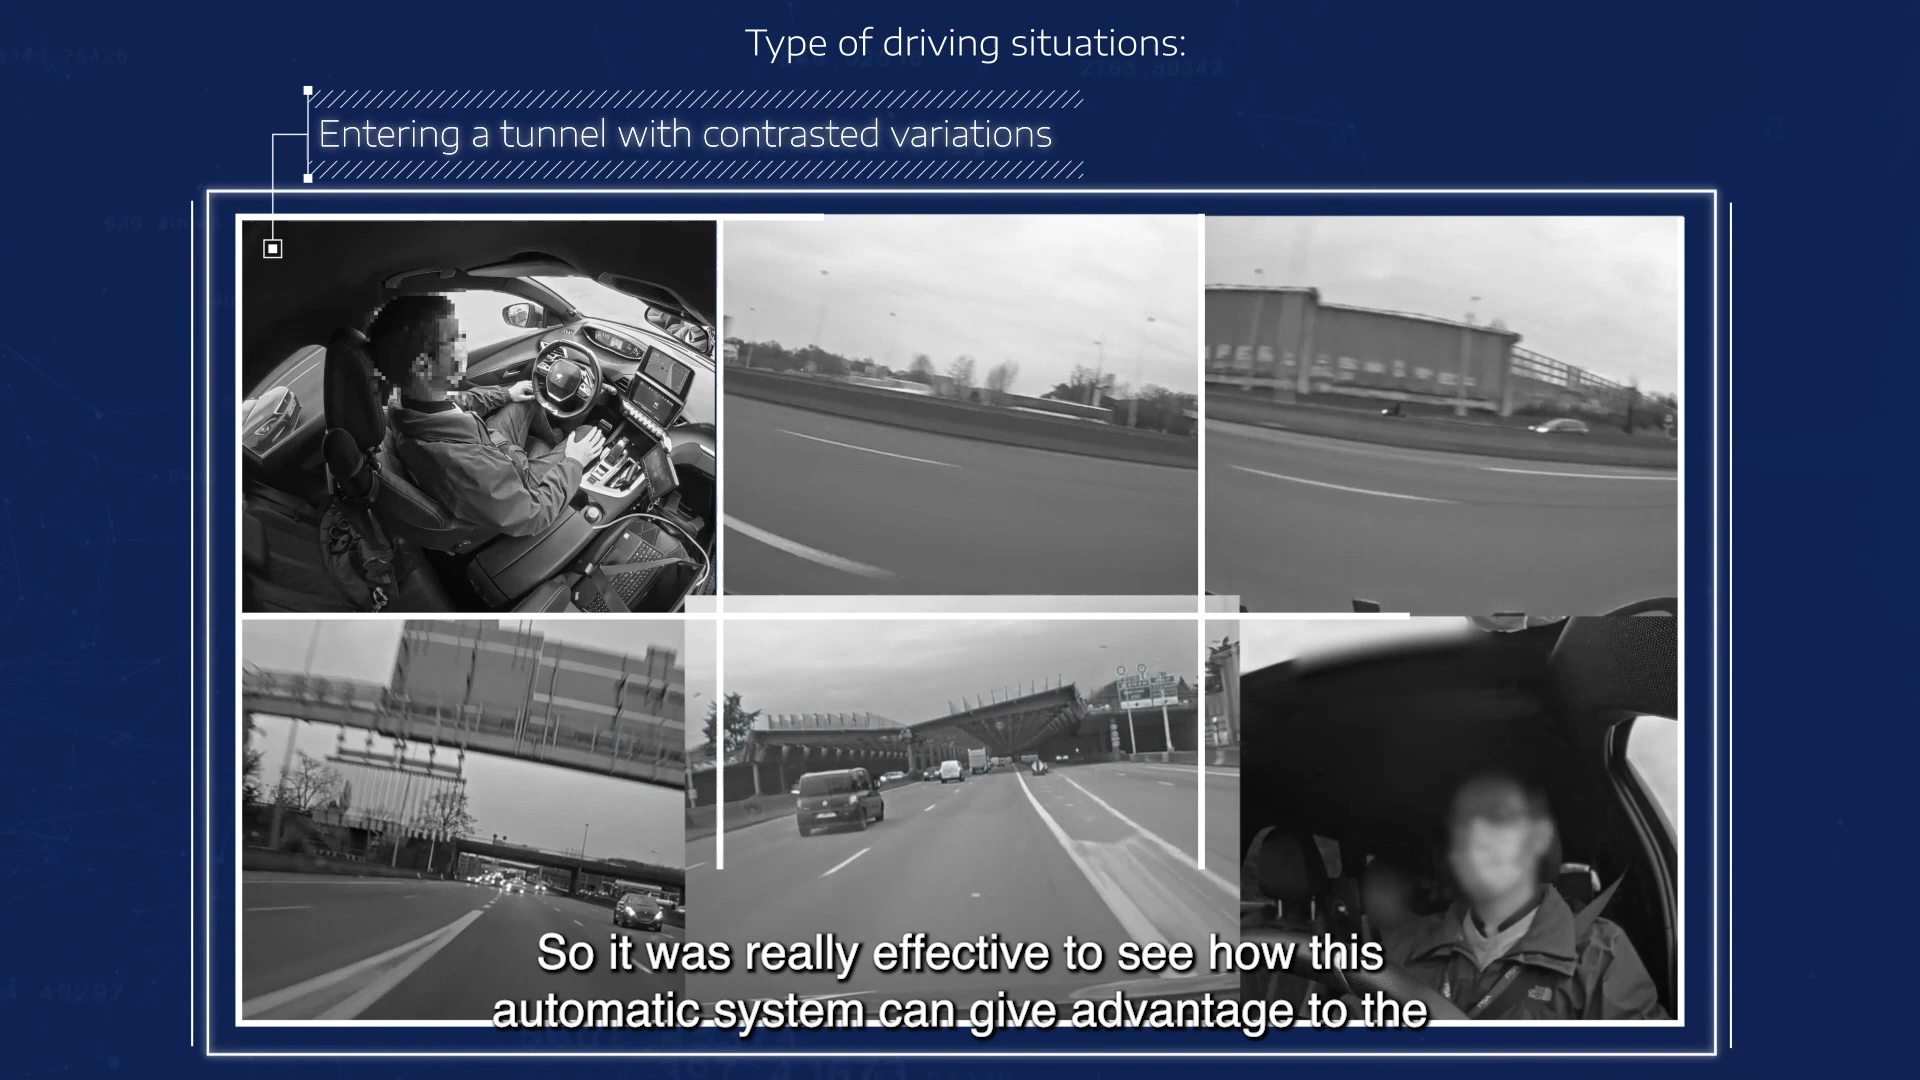 Type of driving situations:
Entering a tunnel with contrasted variations
So it was really effective to see how this
automatic system can give advantage to the